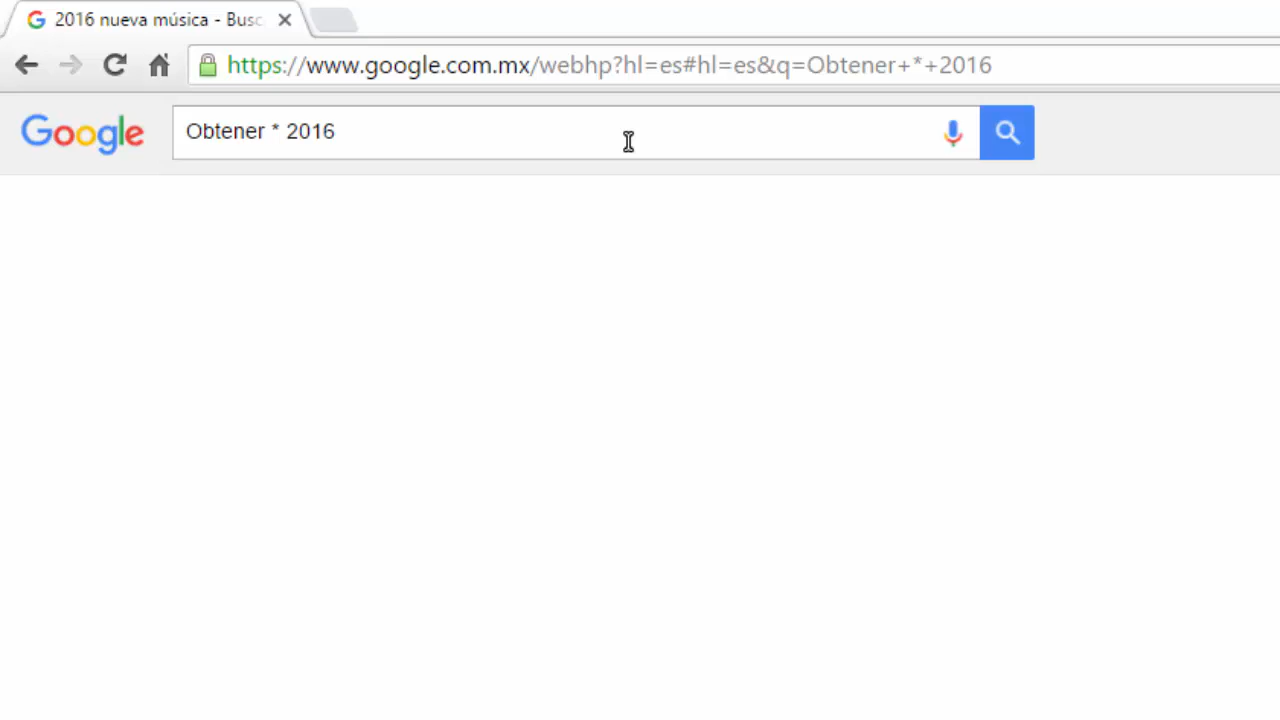 2016 nueva música - Busc
https://www.google.com.mx/webhp?hl=es#hl=es&q=Obtener+*+2016
Google
Obtener * 2016